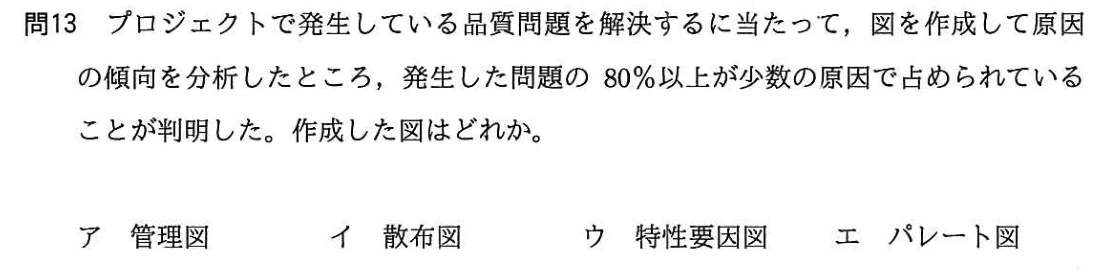 問13　プロジェクトで発生している品質問題を解決するに当たって，図を作成して原因
の傾向を分析したところ，発生した問題の 80％以上が少数の原因で占められている
ことが判明した。作成した図はどれか。
ア　管理図　イ　散布図　ウ　特性要因図　エ　パレート図